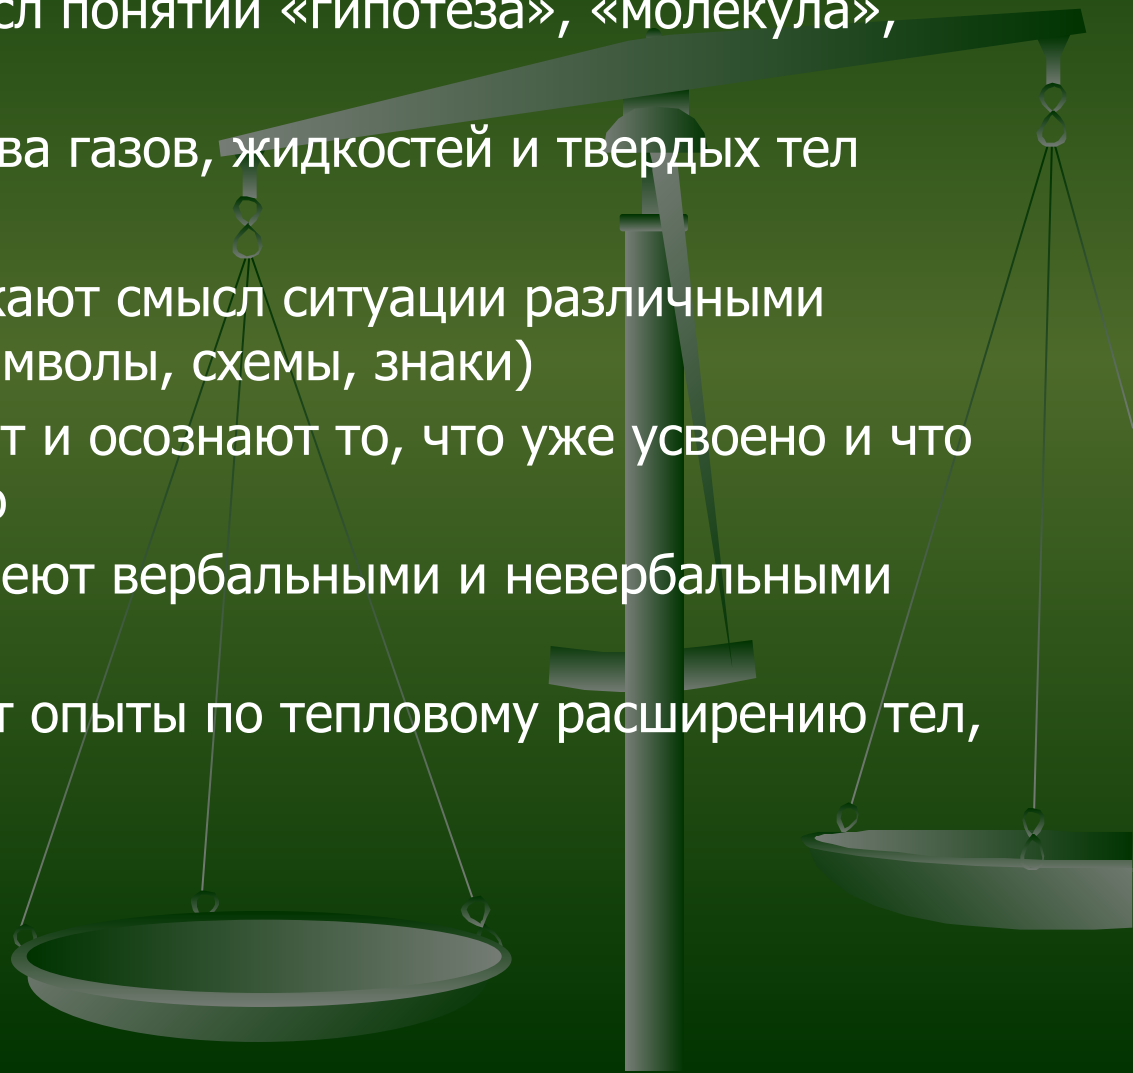 сл понятий «гипотеза», «молекула»,
ва газов, жидкостей и твердых тел
кают смысл ситуации различными
мволы, схемы, знаки)
т и осознают то, что уже усвоено и что
о
еют вербальными и невербальными
т опыты по тепловому расширению тел,